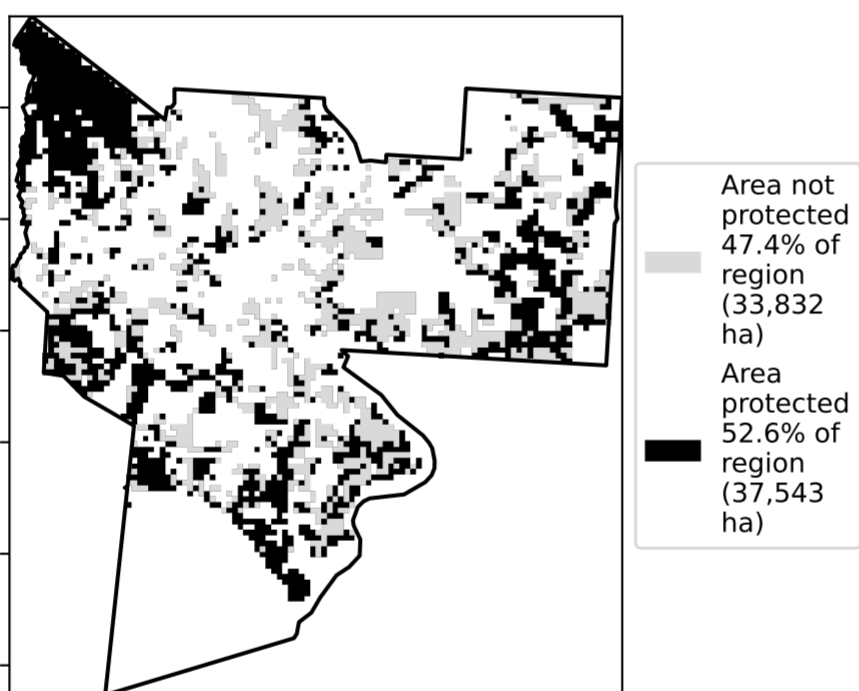 Area not
protected
47.4% of
region
(33,832
ha)
Area
protected
52.6% of
region
(37,543
ha)